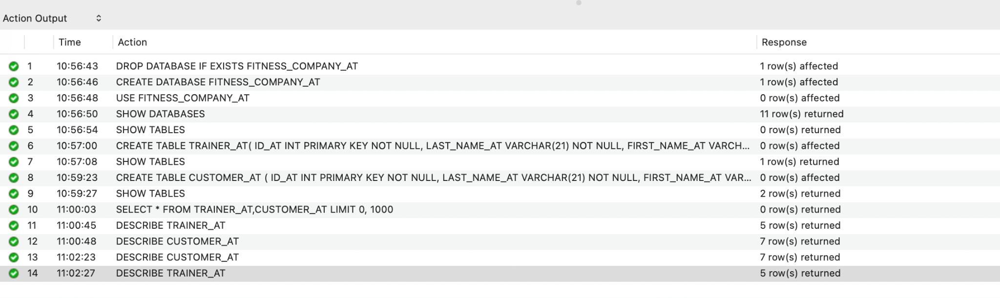 Action Output
Time Action Response
1 10:56:43 DROP DATABASE IF EXISTS FITNESS_COMPANY_AT 1 row(s) affected
2 10:56:46 CREATE DATABASE FITNESS_COMPANY_AT 1 row(s) affected
3 10:56:48 USE FITNESS_COMPANY_AT 0 row(s) affected
4 10:56:50 SHOW DATABASES 11 row(s) returned
5 10:56:54 SHOW TABLES 0 row(s) returned
6 10:57:00 CREATE TABLE TRAINER_AT( ID_AT INT PRIMARY KEY NOT NULL, LAST_NAME_AT VARCHAR(21) NOT NULL, FIRST_NAME_AT VARCH... 0 row(s) affected
7 10:57:08 SHOW TABLES 1 row(s) returned
8 10:59:23 CREATE TABLE CUSTOMER_AT ( ID_AT INT PRIMARY KEY NOT NULL, LAST_NAME_AT VARCHAR(21) NOT NULL, FIRST_NAME_AT VAR... 0 row(s) affected
9 10:59:27 SHOW TABLES 2 row(s) returned
10 11:00:03 SELECT * FROM TRAINER_AT,CUSTOMER_AT LIMIT 0, 1000 0 row(s) returned
11 11:00:45 DESCRIBE TRAINER_AT 5 row(s) returned
12 11:00:48 DESCRIBE CUSTOMER_AT 7 row(s) returned
13 11:02:23 DESCRIBE CUSTOMER_AT 7 row(s) returned
14 11:02:27 DESCRIBE TRAINER_AT 5 row(s) returned